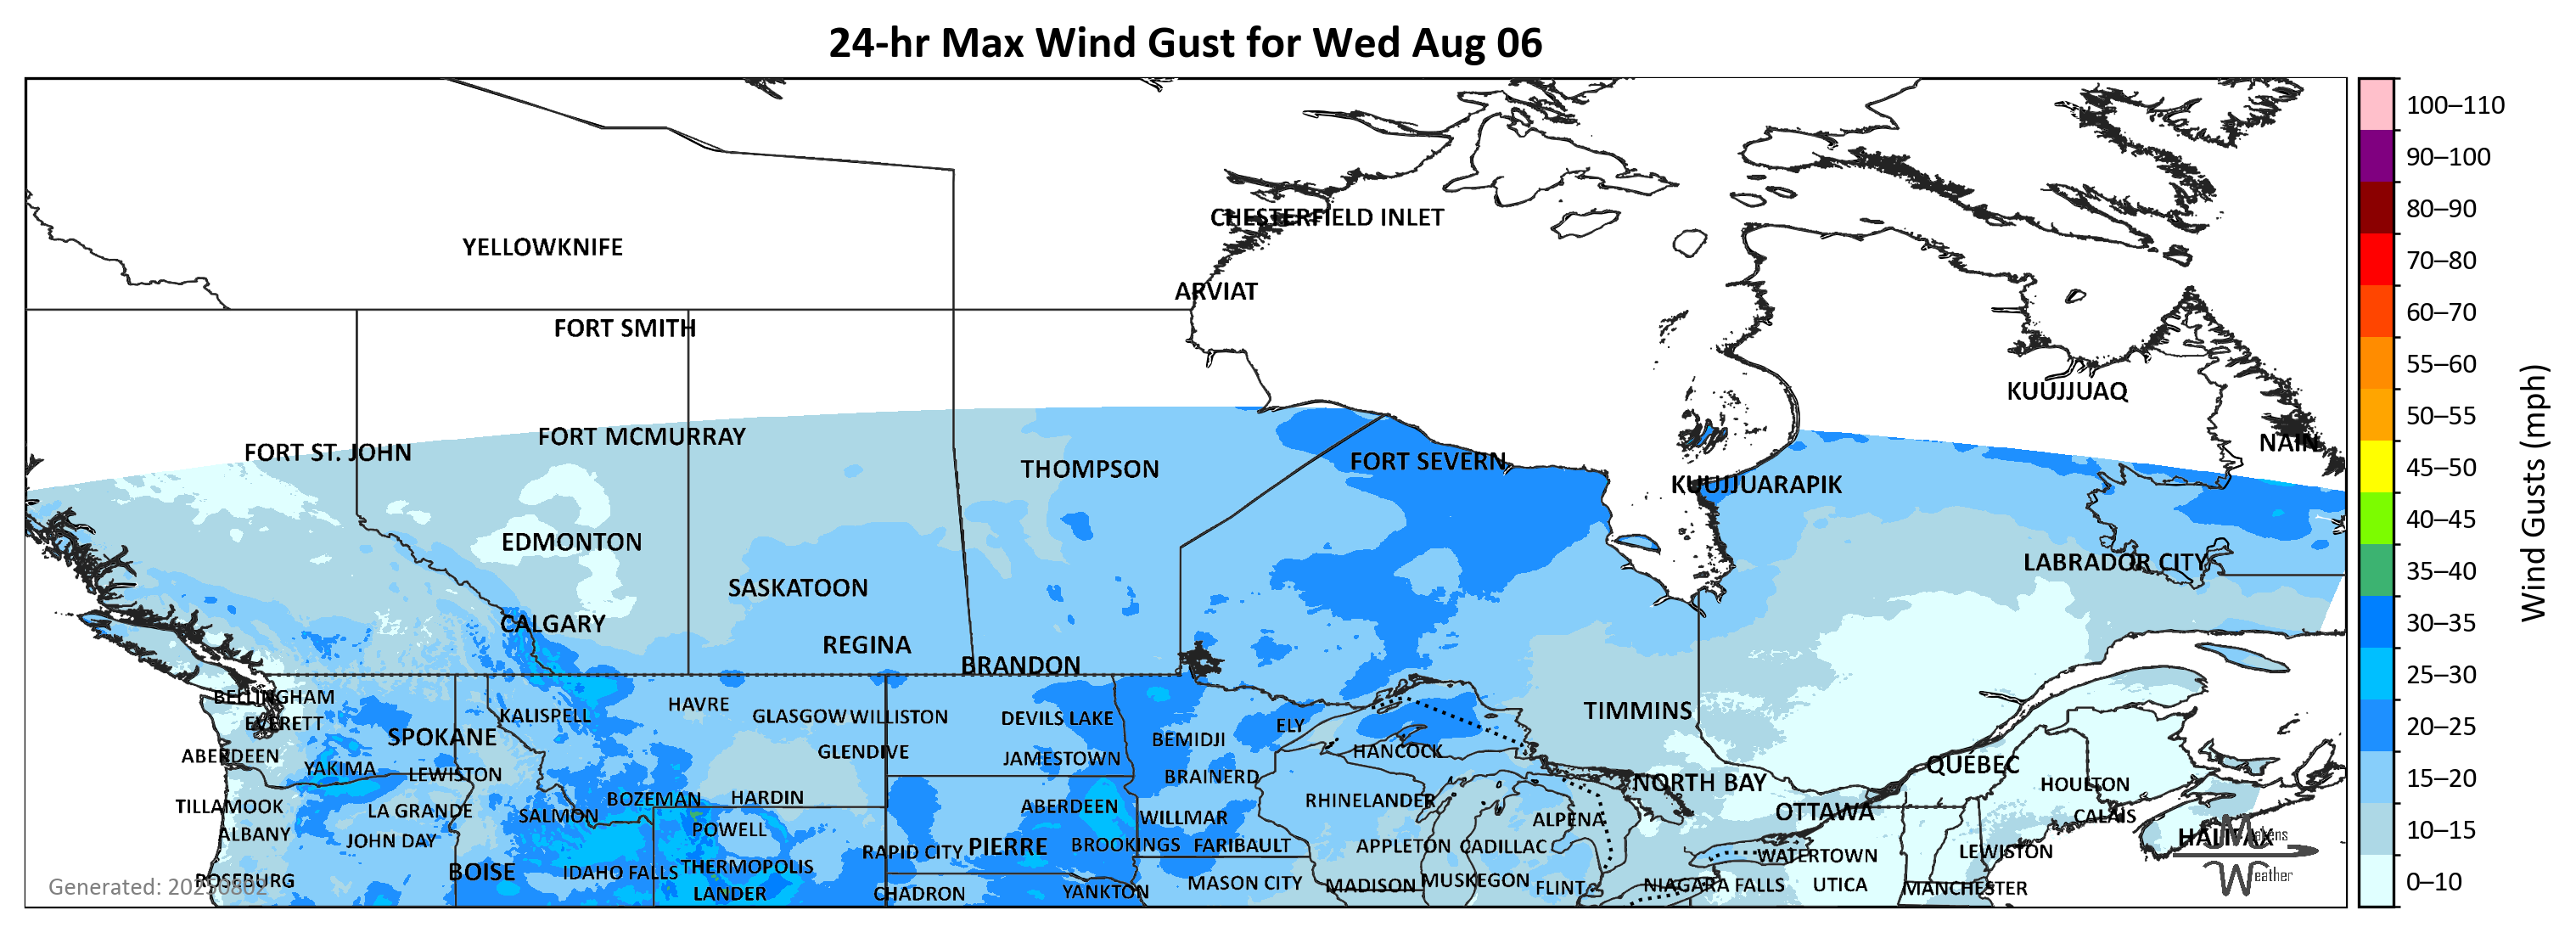 24-hr Max Wind Gust for Wed Aug 06
100–110
90–100
80–90
70–80
60–70
55–60
50–55
45–50
40–45
35–40
30–35
25–30
20–25
15–20
10–15
0–10
Wind Gusts (mph)
CHESTERFIELD INLET
YELLOWKNIFE
ARVIAT
FORT SMITH
KUUJJUAQ
FORT MCMURRAY
NAIN
FORT ST. JOHN
FORT SEVERN
THOMPSON
KUUJJUARAPIK
EDMONTON
LABRADOR CITY
SASKATOON
CALGARY
REGINA
BRANDON
BELLINGHAM
HAVRE
TIMMINS
KALISPELL
GLASGOW WILLISTON
DEVILS LAKE
EVERETT
ELY
SPOKANE
BEMIDJI
GLENDIVE
HANCOCK
ABERDEEN
JAMESTOWN
QUÉBEC
YAKIMA
LEWISTON
BRAINERD
NORTH BAY
HOULTON
BOZEMAN
HARDIN
RHINELANDER
TILLAMOOK
LA GRANDE
ABERDEEN
OTTAWA
SALMON
WILLMAR
CALAIS
ALPENA
POWELL
ALBANY
HALIFAX
Makens
Weather
JOHN DAY
RAPID CITY
PIERRE
BROOKINGS
FARIBAULT
APPLETON
CADILLAC
LEWISTON
WATERTOWN
BOISE
IDAHO FALLS
THERMOPOLIS
ROSEBURG
MASON CITY
MADISON
MUSKEGON
FLINT
NIAGARA FALLS
UTICA
MANCHESTER
LANDER
CHADRON
YANKTON
Generated: 20250802